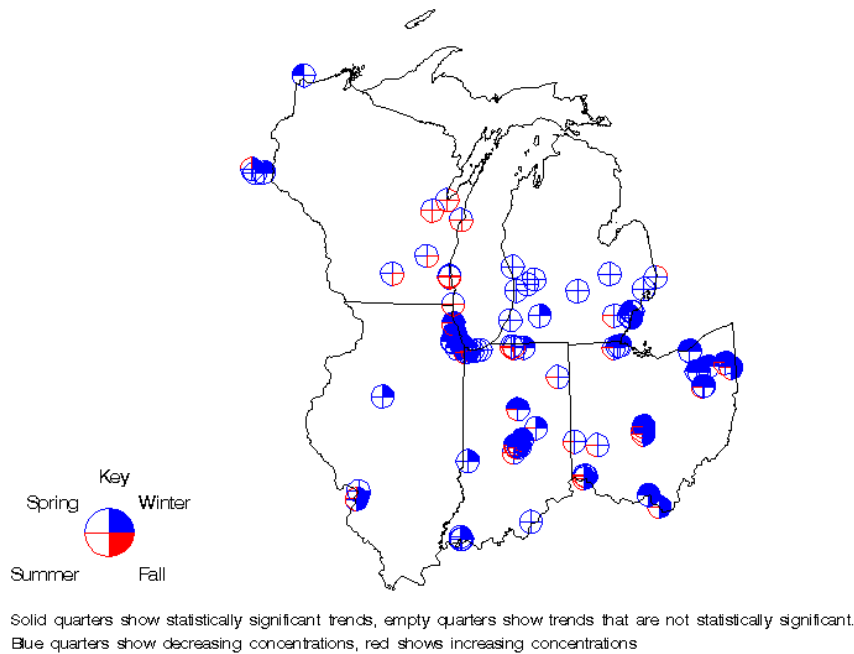 Key
Spring Winter
Summer Fall
Solid quarters show statistically significant trends, empty quarters show trends that are not statistically significant.
Blue quarters show decreasing concentrations, red shows increasing concentrations